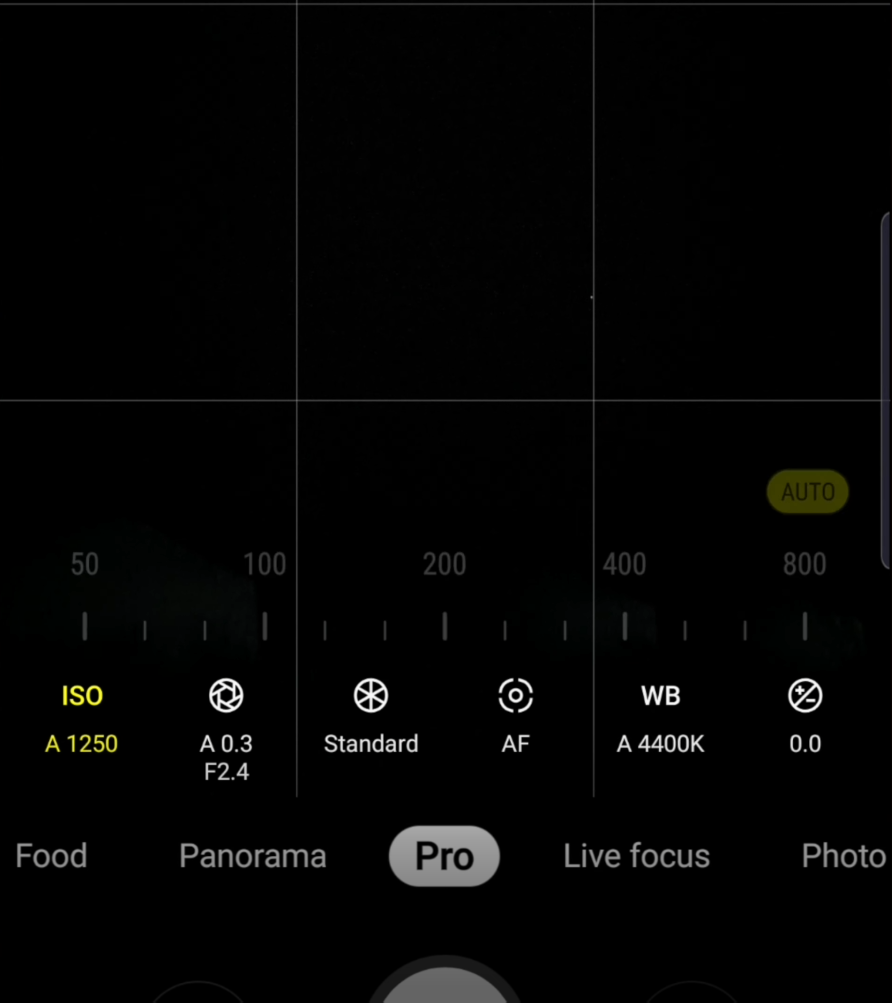 AUTO
50 100 200 400 800
ISO WB
A 1250 A 0.3 Standard AF A 4400K 0.0
F2.4
Food Panorama Pro Live focus Photo